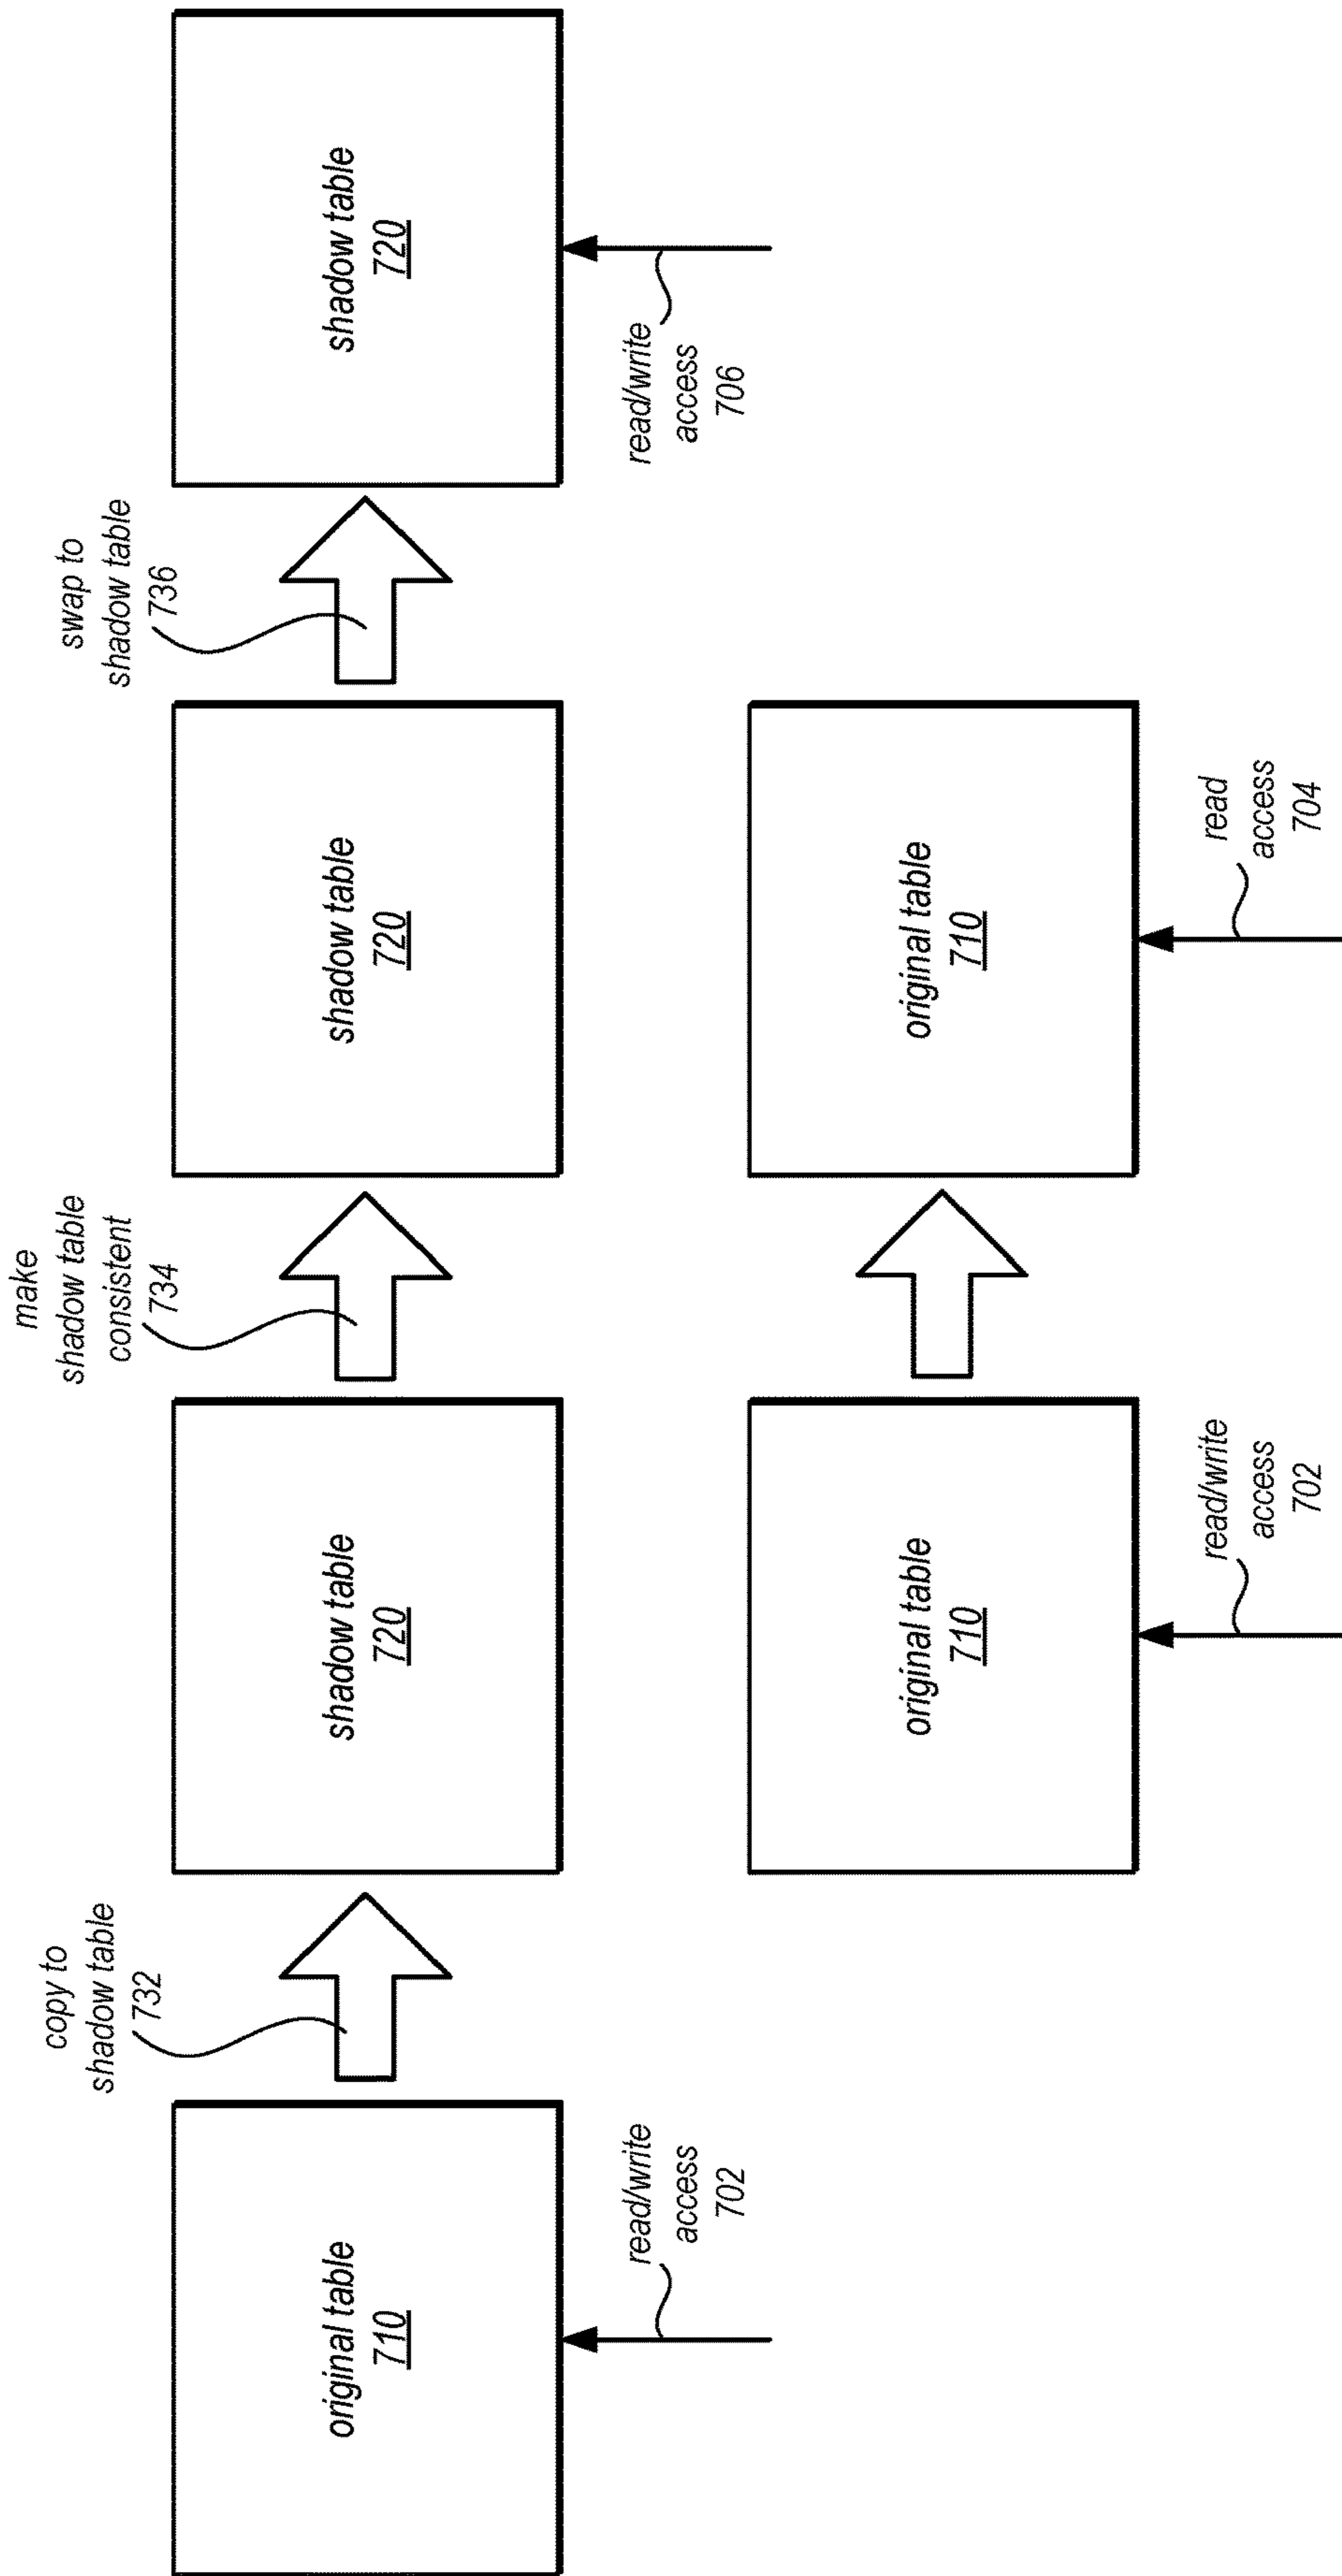 copy to
shadow table
732
make
shadow table
consistent
734
swap to
shadow table
736
original table
710
shadow table
720
shadow table
720
shadow table
720
read/write
access
702
read/write
access
706
original table
710
original table
710
read/write
access
702
read
access
704